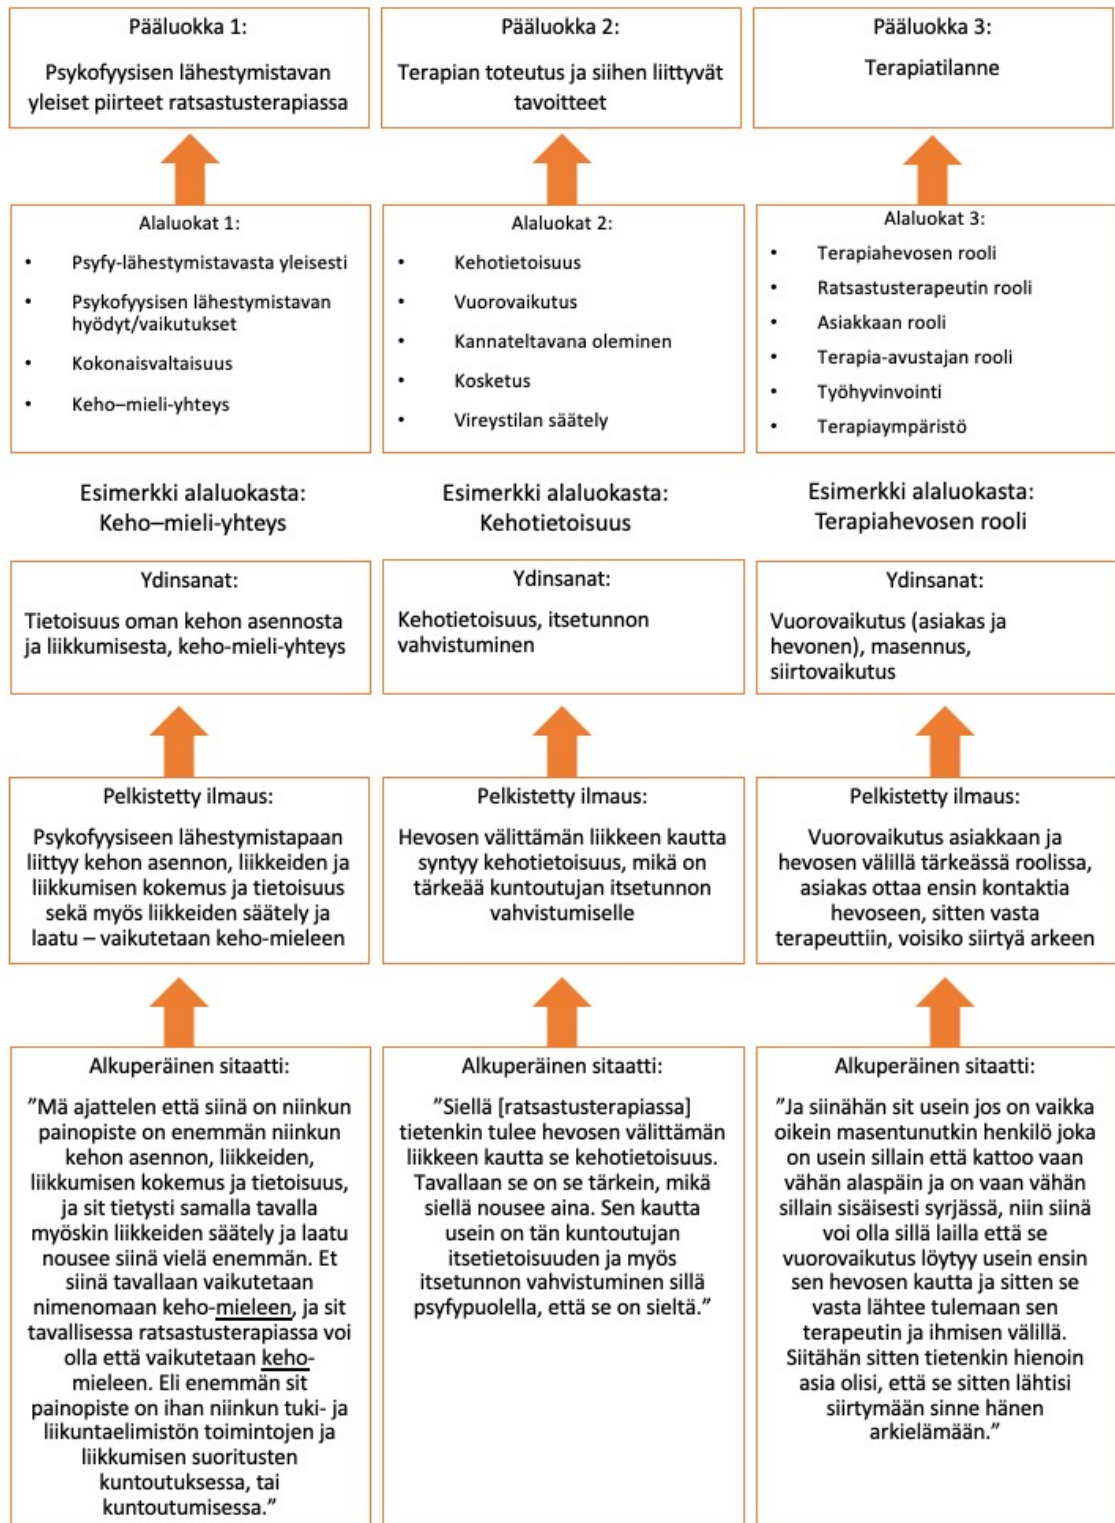 Pääluokka 1:
Psykofyysisen lähestymistavan
yleiset piirteet ratsastusterapiassa
Pääluokka 2:
Terapian toteutus ja siihen liittyvät
tavoitteet
Pääluokka 3:
Terapiatilanne
Alaluokat 1:
• Psyfy-lähestymistavasta yleisesti
• Psykofyysisen lähestymistavan
hyödyt/vaikutukset
• Kokonaisvaltaisuus
• Keho–mieli-yhteys
Alaluokat 2:
• Kehotietoisuus
• Vuorovaikutus
• Kannateltavana oleminen
• Kosketus
• Vireystilan säätely
Alaluokat 3:
• Terapiahevosen rooli
• Ratsastusterapeutin rooli
• Asiakkaan rooli
• Terapia-avustajan rooli
• Työhyvinvointi
• Terapiaympäristö
Esimerkki alaluokasta:
Keho–mieli-yhteys
Esimerkki alaluokasta:
Kehotietoisuus
Esimerkki alaluokasta:
Terapiahevosen rooli
Ydinsanat:
Tietoisuus oman kehon asennosta
ja liikkumisesta, keho-mieli-yhteys
Ydinsanat:
Kehotietoisuus, itsetunnon
vahvistuminen
Ydinsanat:
Vuorovaikutus (asiakas ja
hevonen), masennus,
siirtovaikutus
Pelkistetty ilmaus:
Psykofyysiseen lähestymistapaan
liittyy kehon asennon, liikkeiden ja
liikkumisen kokemus ja tietoisuus
sekä myös liikkeiden säätely ja
laatu – vaikutetaan keho-mieleen
Pelkistetty ilmaus:
Hevosen välittämän liikkeen kautta
syntyy kehotietoisuus, mikä on
tärkeää kuntoutujan itsetunnon
vahvistumiselle
Pelkistetty ilmaus:
Vuorovaikutus asiakkaan ja
hevosen välillä tärkeässä roolissa,
asiakas ottaa ensin kontaktia
hevoseen, sitten vasta
terapeuttiin, voisiko siirtyä arkeen
Alkuperäinen sitaatti:
”Mä ajattelen että siinä on niinkun
painopiste on enemmän niinkun
kehon asennon, liikkeiden,
liikkumisen kokemus ja tietoisuus,
ja sit tietysti samalla tavalla
myöskin liikkeiden säätely ja laatu
nousee siinä vielä enemmän. Et
siinä tavallaan vaikutetaan
nimenomaan keho-mieleen, ja sit
tavallisessa ratsastusterapiassa voi
olla että vaikutetaan keho-
mieleen. Eli enemmän sit
painopiste on ihan niinkun tuki- ja
liikuntaelimistön toimintojen ja
liikkumisen suoritusten
kuntoutuksessa, tai
kuntoutumisessa.”
Alkuperäinen sitaatti:
”Siellä [ratsastusterapiassa]
tietenkin tulee hevosen välittämän
liikkeen kautta se kehotietoisuus.
Tavallaan se on se tärkein, mikä
siellä nousee aina. Sen kautta
usein on tän kuntoutujan
itsetietoisuuden ja myös
itsetunnon vahvistuminen sillä
psyfypuolella, että se on sieltä.”
Alkuperäinen sitaatti:
”Ja siinähän sit usein jos on vaikka
oikein masentunutkin henkilö joka
on usein sillain että kattoo vaan
vähän alaspäin ja on vaan vähän
sillain sisäisesti syrjässä, niin siinä
voi olla sillä lailla että se
vuorovaikutus löytyy usein ensin
sen hevosen kautta ja sitten se
vasta lähtee tulemaan sen
terapeutin ja ihmisen välillä.
Siitähän sitten tietenkin hienoin
asia olisi, että se sitten lähtisi
siirtymään sinne hänen
arkielämään.”